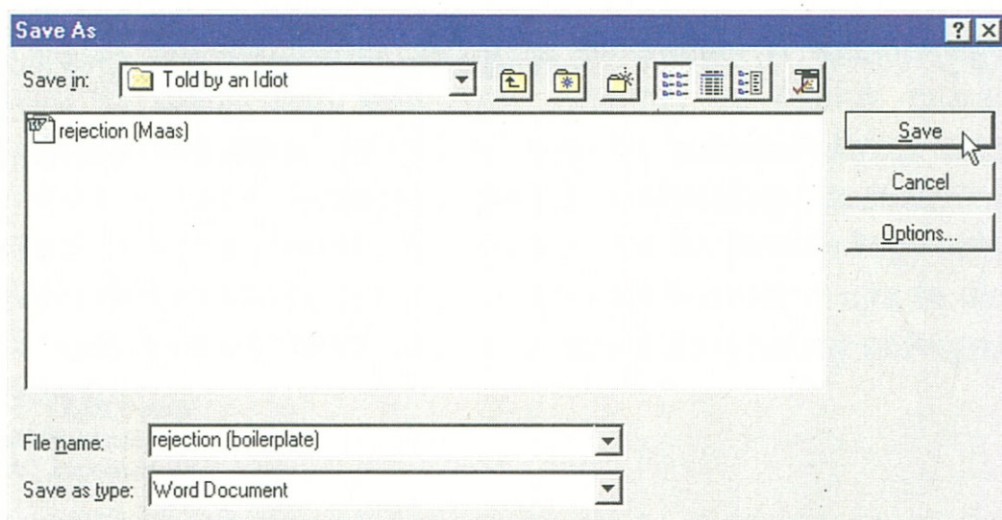 Save As
Save in: Told by an Idiot
rejection (Maas)
Save
Cancel
Options...
File name: rejection (boilerplate)
Save as type: Word Document